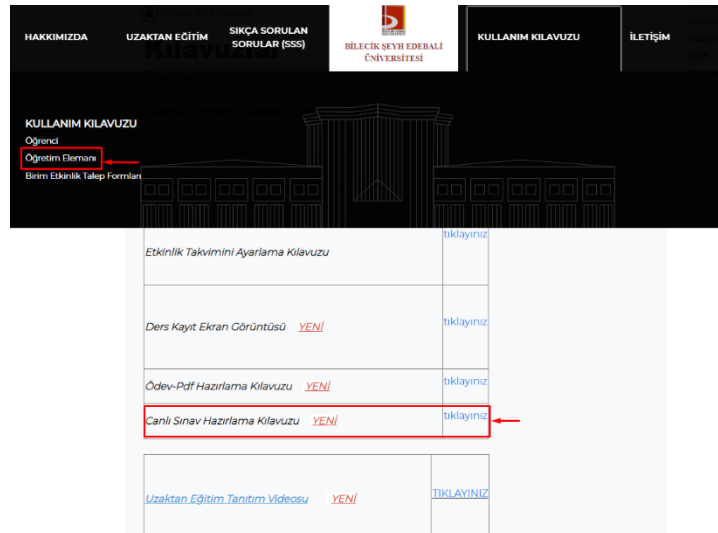 HAKKIMIZDA
UZAKTAN EĞİTİM
SIKÇA SORULAN
SORULAR (SSS)
BİLECİK ŞEYH EDEBALİ
ÜNİVERSİTESİ
KULLANIM KILAVUZU
İLETİŞİM
Kılavuzlar
KULLANIM KILAVUZU
Öğrenci
Öğretim Elemanı
Birim Etkinlik Talep Formları
Etkinlik Takvimini Ayarlama Kılavuzu tıklayınız
Ders Kayıt Ekran Görüntüsü YENİ tıklayınız
Ödev-Pdf Hazırlama Kılavuzu YENİ tıklayınız
Canlı Sınav Hazırlama Kılavuzu YENİ tıklayınız
Uzaktan Eğitim Tanıtım Videosu YENİ TIKLAYINIZ